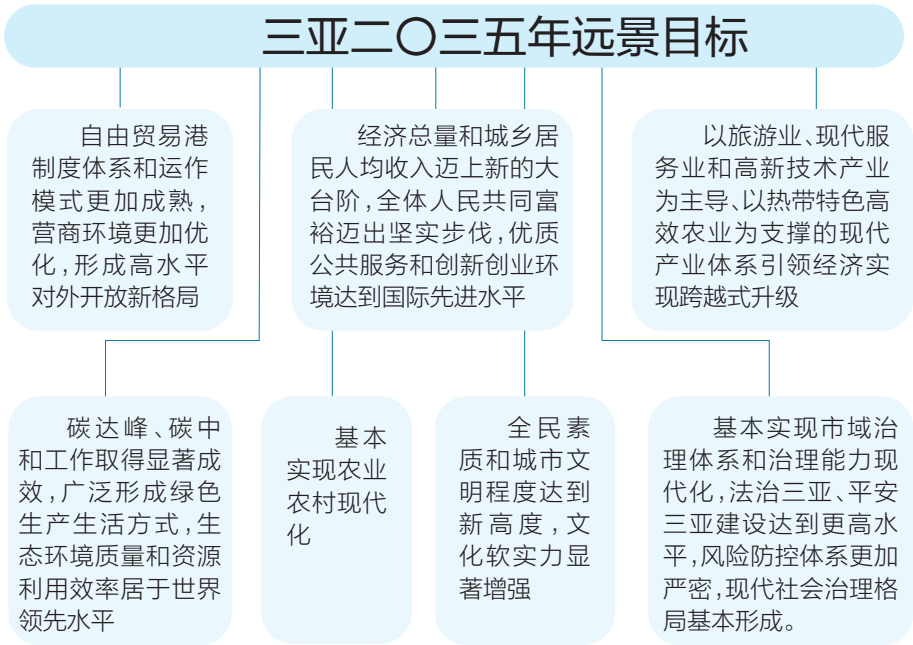 三亚二〇三五年远景目标
自由贸易港
制度体系和运作
模式更加成熟，
营商环境更加优
化，形成高水平
对外开放新格局
经济总量和城乡居
民人均收入迈上新的大
台阶，全体人民共同富
裕迈出坚实步伐，优质
公共服务和创新创业环
境达到国际先进水平
以旅游业、现代服
务业和高新技术产业
为主导、以热带特色高
效农业为支撑的现代
产业体系引领经济实
现跨越式升级
碳达峰、碳中
和工作取得显著成
效，广泛形成绿色
生产生活方式，生
态环境质量和资源
利用效率居于世界
领先水平
基本
实现农业
农村现代
化
全民素
质和城市文
明程度达到
新高度，文
化软实力显
著增强
基本实现市域治
理体系和治理能力现
代化，法治三亚、平安
三亚建设达到更高水
平，风险防控体系更加
严密，现代社会治理格
局基本形成。